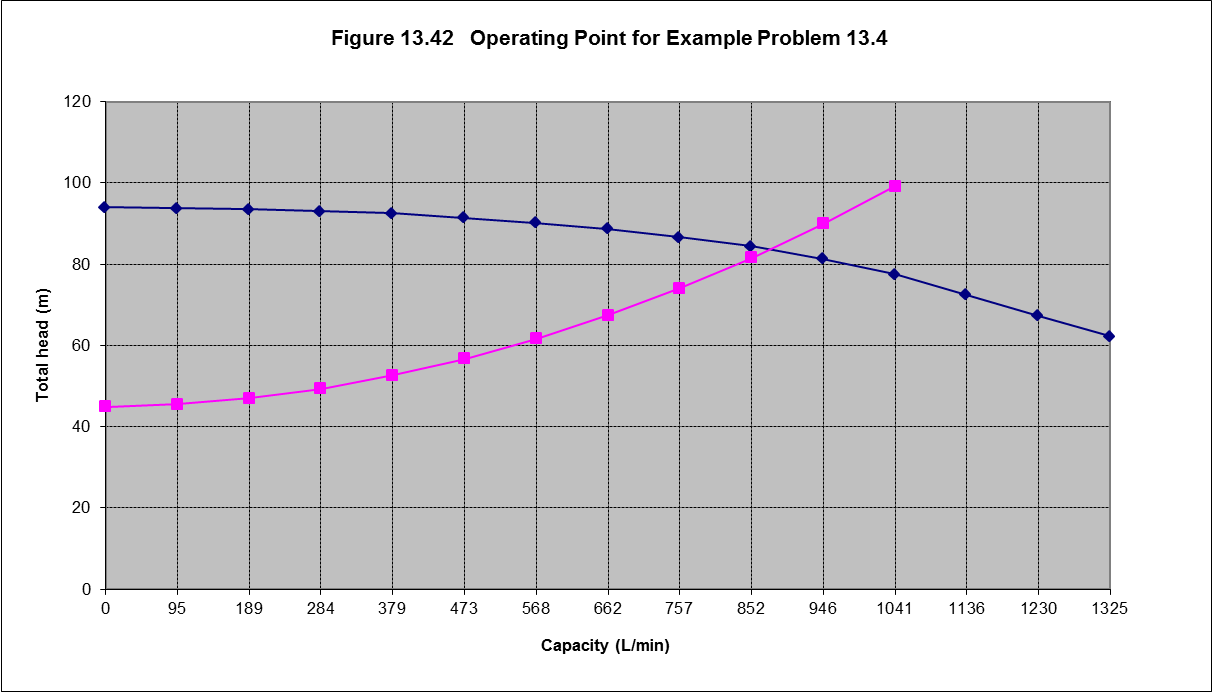 Figure 13.42   Operating Point for Example Problem 13.4
120
100
80
60
40
20
0
Total head (m)
0 95 189 284 379 473 568 662 757 852 946 1041 1136 1230 1325
Capacity (L/min)